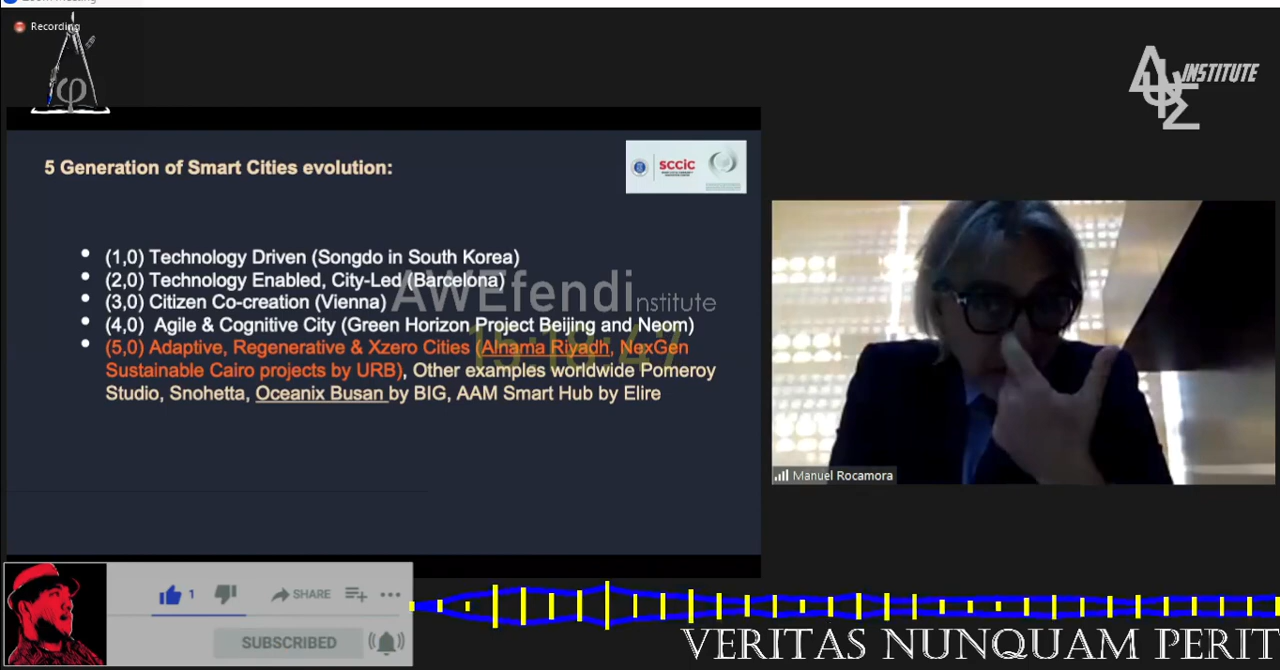 Zoom Meeting
Recording
φ
INSTITUTE
5 Generation of Smart Cities evolution:
sccic
(1,0) Technology Driven (Songdo in South Korea)
(2,0) Technology Enabled, City-Led (Barcelona)
(3,0) Citizen Co-creation (Vienna)
AWEfendi Institute
(4,0) Agile & Cognitive City (Green Horizon Project Beijing and Neom)
(5,0) Adaptive, Regenerative & Xzero Cities (Alnama Riyadh, NexGen
Sustainable Cairo projects by URB), Other examples worldwide Pomeroy
Studio, Snohetta, Oceanix Busan by BIG, AAM Smart Hub by Elire
Manuel Rocamora
1
SHARE
SUBSCRIBED
VERITAS NUNQUAM PERIT